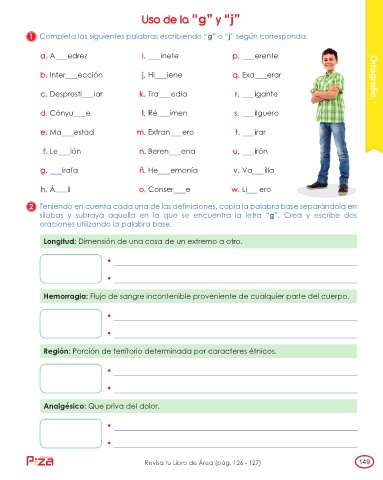 Uso de la “g” y “j”
1 Completa las siguientes palabras escribiendo “g” o “j” según corresponda.
a. A___edrez i. ___inete p. ___erente
b. Inter___ección j. Hi___iene q. Exa___erar
c. Despresti___iar k. Tra___edia r. ___igante
d. Cónyu___e l. Ré___imen s. ___ilguero
e. Ma___estad m. Extran___ero t. ___irar
f. Le___ión n. Beren___ena u. ___irón
g. ___irafa ñ. He___emonía v. Va___illa
h. Á___il o. Conser___e w. Li___ero
Ortografía
2 Teniendo en cuenta cada una de las definiciones, copia la palabra base separándola en
sílabas y subraya aquella en la que se encuentra la letra “g”. Crea y escribe dos
oraciones utilizando la palabra base.
Longitud: Dimensión de una cosa de un extremo a otro.
Hemorragia: Flujo de sangre incontenible proveniente de cualquier parte del cuerpo.
Región: Porción de territorio determinada por caracteres étnicos.
Analgésico: Que priva del dolor.
Revisa tu Libro de Área (pág. 126 - 127)
149